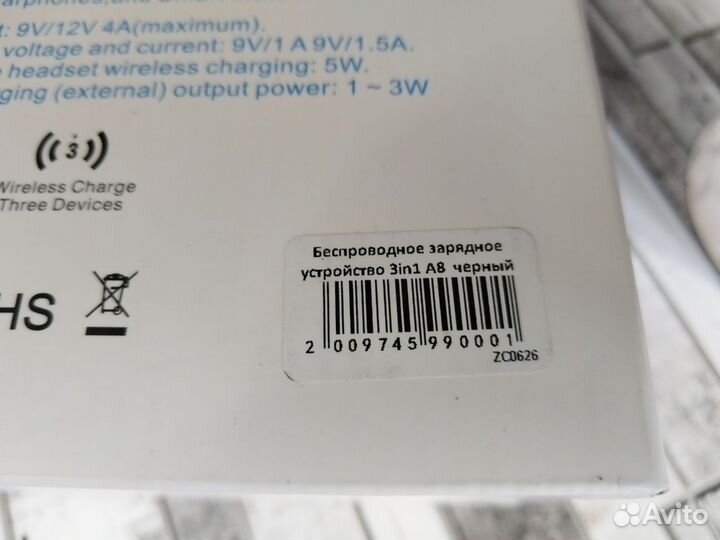 t: 9V/12V 4A(maximum).
voltage and current: 9V/1 A 9V/1.5A.
headset wireless charging: 5W.
ging (external) output power: 1 ~ 3W
3
Wireless Charge
Three Devices
HS
Беспроводное зарядное
устройство 3in1 A8 черный
2 009745 990001
ZC0626
Avito